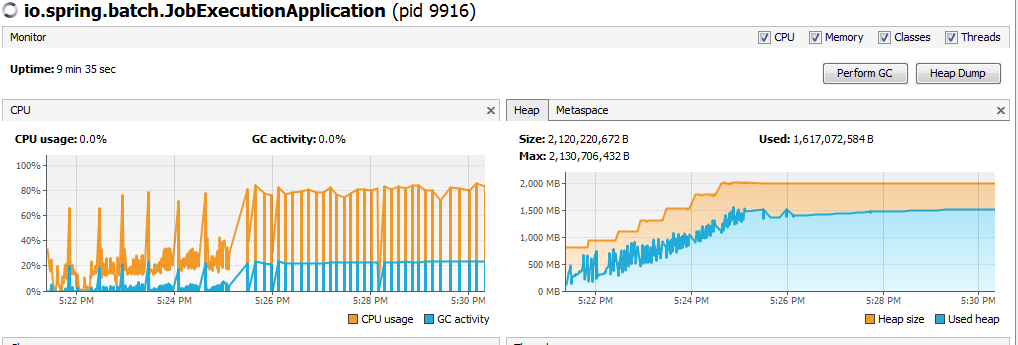 io.spring.batch.JobExecutionApplication (pid 9916)
Monitor
CPU Memory Classes Threads
Uptime: 9 min 35 sec
Perform GC Heap Dump
CPU
CPU usage: 0.0% GC activity: 0.0%
100%
80%
60%
40%
20%
0%
5:22 PM 5:24 PM 5:26 PM 5:28 PM 5:30 PM
CPU usage GC activity
Heap Metaspace
Size: 2,120,220,672 B Used: 1,617,072,584 B
Max: 2,130,706,432 B
2,000 MB
1,500 MB
1,000 MB
500 MB
0 MB
5:22 PM 5:24 PM 5:26 PM 5:28 PM 5:30 PM
Heap size Used heap